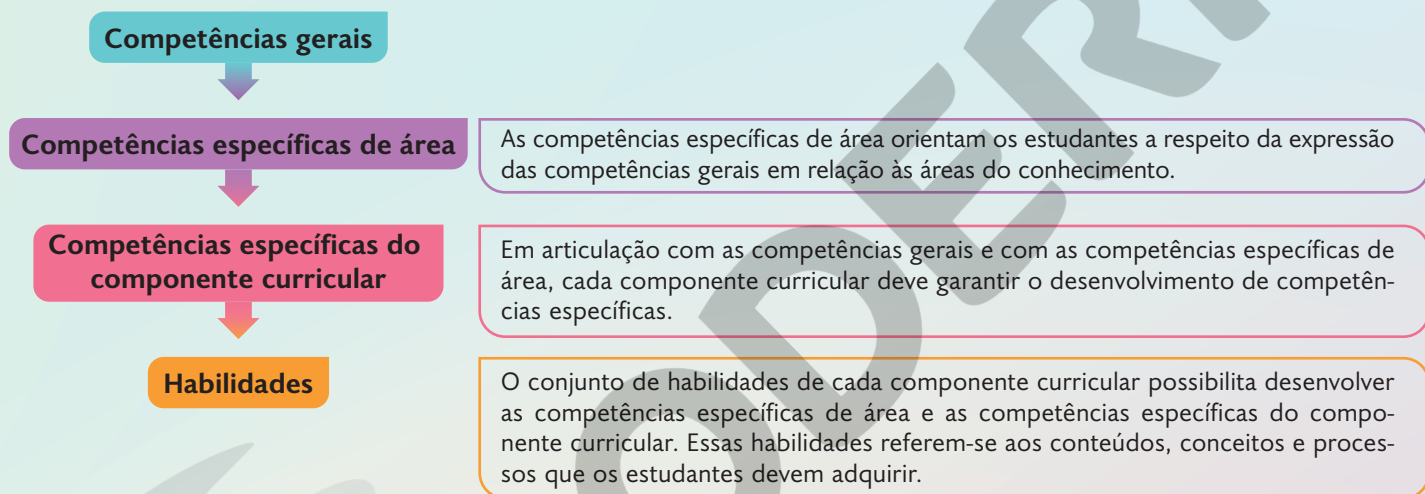 Competências gerais
Competências específicas de área
As competências específicas de área orientam os estudantes a respeito da expressão
das competências gerais em relação às áreas do conhecimento.
Competências específicas do
componente curricular
Em articulação com as competências gerais e com as competências específicas de
área, cada componente curricular deve garantir o desenvolvimento de competên-
cias específicas.
Habilidades
O conjunto de habilidades de cada componente curricular possibilita desenvolver
as competências específicas de área e as competências específicas do compo-
nente curricular. Essas habilidades referem-se aos conteúdos, conceitos e proces-
sos que os estudantes devem adquirir.
ODER